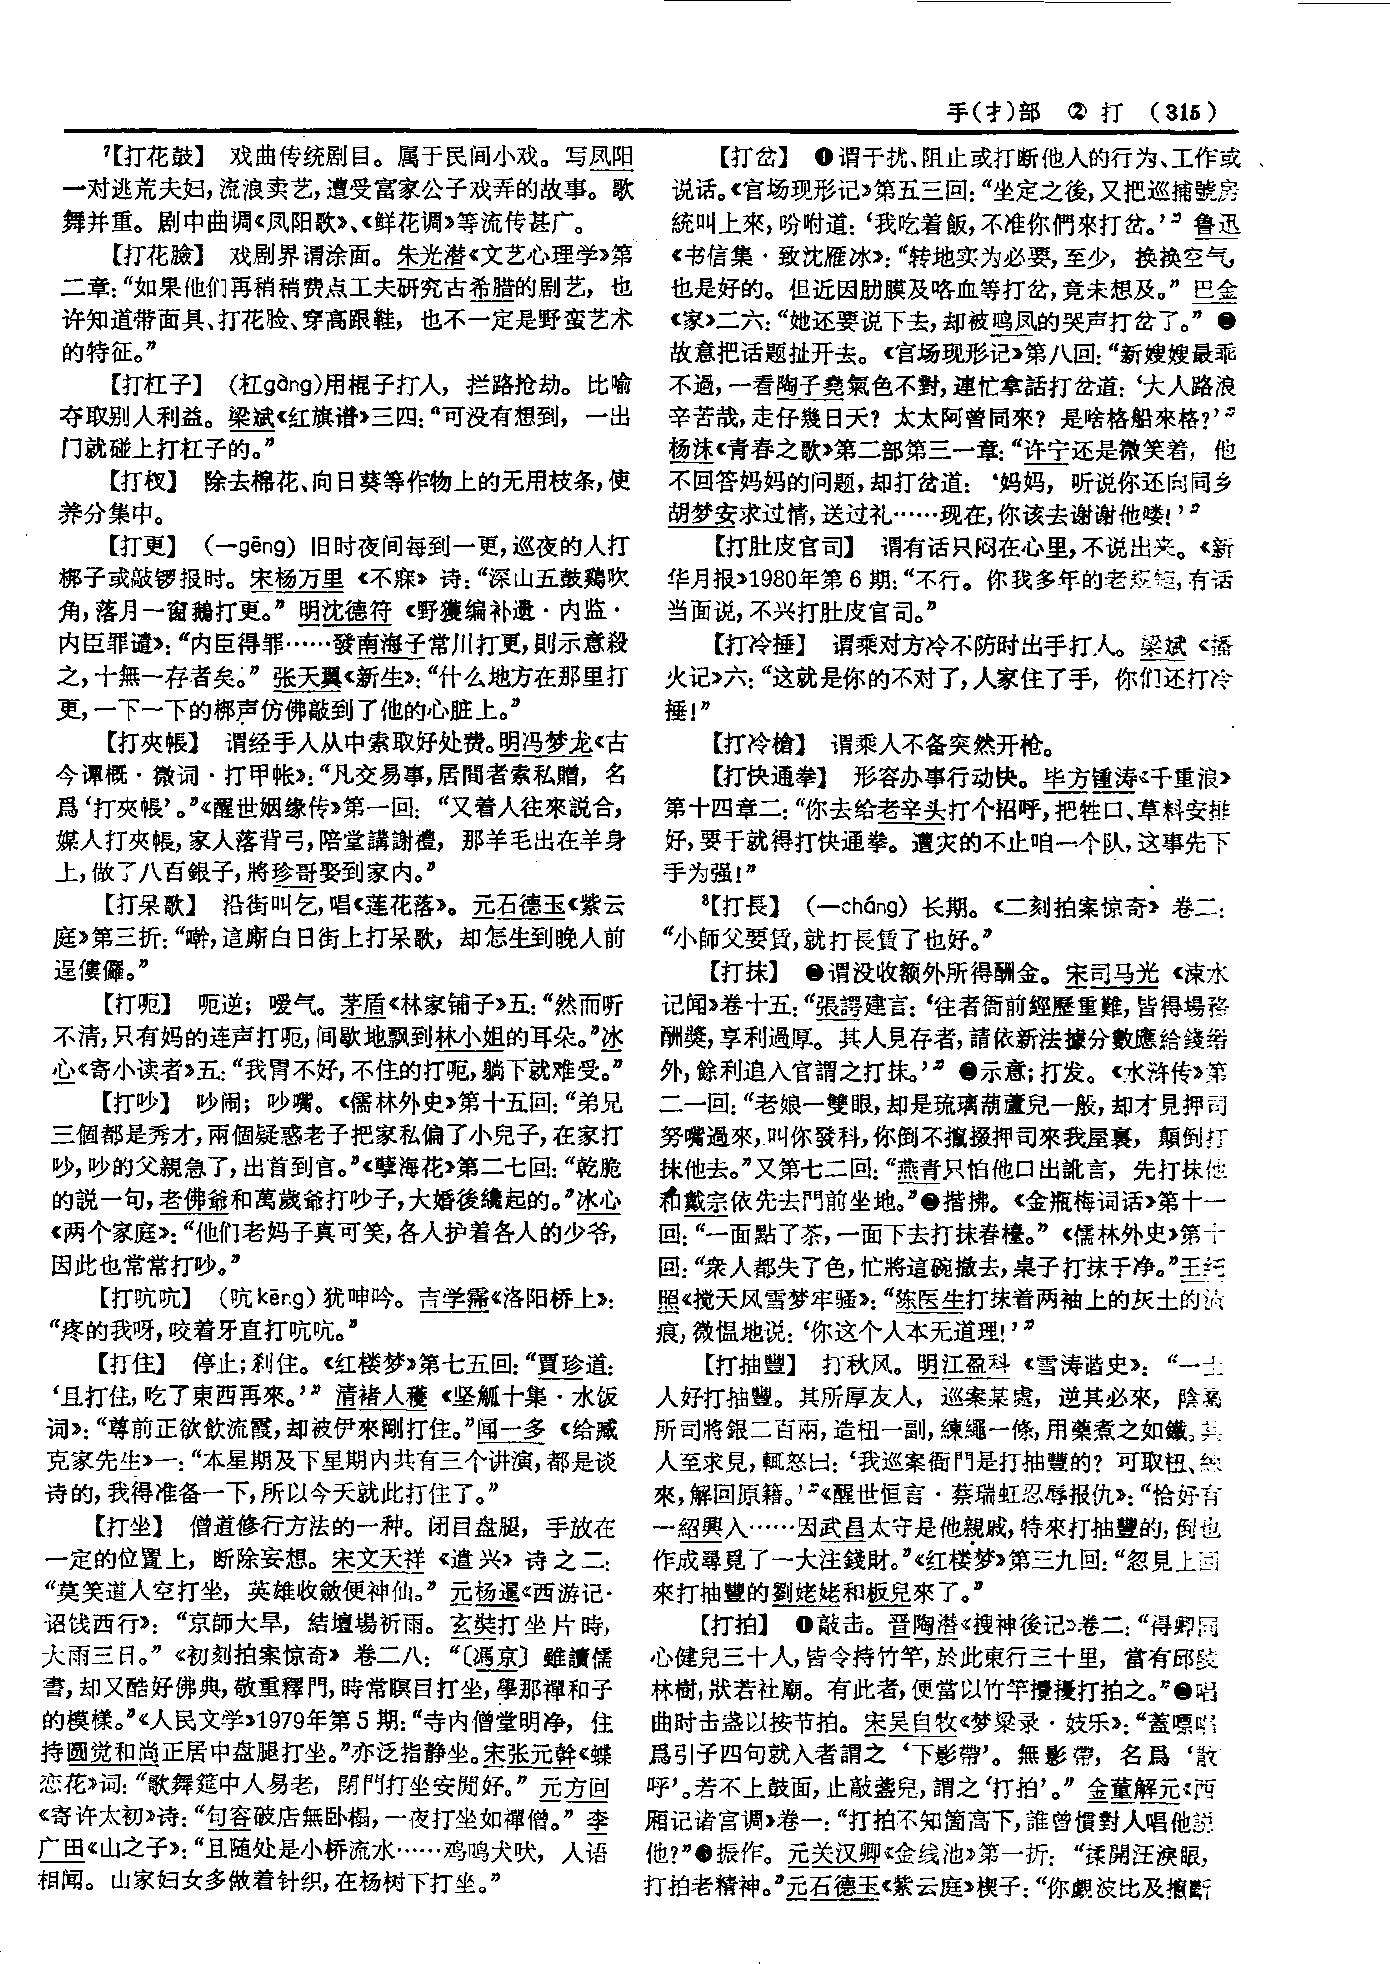 手(扌)部 ② 打 (315)
⁷【打花鼓】 戏曲传统剧目。属于民间小戏。写凤阳
一对逃荒夫妇,流浪卖艺,遭受富家公子戏弄的故事。歌
舞并重。剧中曲调《凤阳歌》、《鲜花调》等流传甚广。
【打花臉】 戏剧界谓涂面。朱光潜《文艺心理学》第
二章:“如果他们再稍稍费点工夫研究古希腊的剧艺, 也
许知道带面具、打花脸、穿高跟鞋, 也不一定是野蛮艺术
的特征。”
【打杠子】 (杠gàng)用棍子打人, 拦路抢劫。比喻
夺取别人利益。梁斌《红旗谱》三四:“可没有想到, 一出
门就碰上打杠子的。”
【打杈】 除去棉花、向日葵等作物上的无用枝条,使
养分集中。
【打更】 (一gēng) 旧时夜间每到一更,巡夜的人打
梆子或敲锣报时。宋杨万里《不寐》诗:“深山五鼓鷄吹
角,落月一窗鵝打更。” 明沈德符《野獲编补遗·内监·
内臣罪谴》:“内臣得罪……發南海子常川打更,則示意殺
之,十無一存者矣。” 张天翼《新生》:“什么地方在那里打
更,一下一下的梆声仿佛敲到了他的心脏上。”
【打夾帳】 谓经手人从中索取好处费。明冯梦龙《古
今谭概·微词·打甲帐》:“凡交易事,居間者索私贈, 名
爲‘打夾帳’。”《醒世姻缘传》第一回: “又着人往來説合,
媒人打夾帳,家人落背弓,陪堂講謝禮, 那羊毛出在羊身
上,做了八百銀子,將珍哥娶到家内。”
【打呆歌】 沿街叫乞,唱《莲花落》。元石德玉《紫云
庭》第三折:“嘶,這廝白日街上打呆歌, 却怎生到晚人前
逞僂儸。”
【打呃】 呃逆; 嗳气。茅盾《林家铺子》五:“然而听
不清,只有妈的连声打呃,间歇地飘到林小姐的耳朵。”冰
心《寄小读者》五:“我胃不好,不住的打呃,躺下就难受。”
【打吵】 吵闹; 吵嘴。《儒林外史》第十五回:“弟兄
三個都是秀才,兩個疑惑老子把家私偏了小兒子,在家打
吵,吵的父親急了,出首到官。”《孽海花》第二七回:“乾脆
的説一句,老佛爺和萬歲爺打吵子,大婚後纔起的。”冰心
《两个家庭》:“他们老妈子真可笑,各人护着各人的少爷,
因此也常常打吵。”
【打吭吭】 (吭kēng)犹呻吟。吉学霈《洛阳桥上》:
“疼的我呀,咬着牙直打吭吭。”
【打住】 停止;刹住。《红楼梦》第七五回:“賈珍道:
‘且打住,吃了東西再來。’” 清褚人穫《坚瓠十集·水饭
词》:“尊前正欲飲流霞,却被伊來剛打住。”闻一多《给臧
克家先生》一:“本星期及下星期内共有三个讲演,都是谈
诗的,我得准备一下,所以今天就此打住了。”
【打坐】 僧道修行方法的一种。闭目盘腿, 手放在
一定的位置上, 断除妄想。宋文天祥《遣兴》诗之二:
“莫笑道人空打坐, 英雄收斂便神仙。” 元杨暹《西游记·
诏饯西行》: “京師大旱, 結壇場祈雨。玄奘打坐片時,
大雨三日。” 《初刻拍案惊奇》卷二八: “〔馮京〕雖讀儒
書,却又酷好佛典,敬重釋門,時常瞑目打坐,學那禪和子
的模樣。”《人民文学》1979年第5期:“寺内僧堂明净, 住
持圆觉和尚正居中盘腿打坐。”亦泛指静坐。宋张元幹《蝶
恋花》词:“歌舞筵中人易老, 閉門打坐安閒好。” 元方回
《寄许太初》诗:“句容破店無卧榻,一夜打坐如禪僧。” 李
广田《山之子》:“且随处是小桥流水……鸡鸣犬吠, 人语
相闻。山家妇女多做着针织,在杨树下打坐。”
【打岔】 ❶谓干扰、阻止或打断他人的行为、工作或
说话。《官场现形记》第五三回:“坐定之後,又把巡捕號房
統叫上來,吩咐道: ‘我吃着飯,不准你們來打岔。’” 鲁迅
《书信集·致沈雁冰》:“转地实为必要,至少, 换换空气,
也是好的。但近因肋膜及咯血等打岔,竟未想及。” 巴金
《家》二六:“她还要说下去,却被鸣凤的哭声打岔了。” ❷
故意把话题扯开去。《官场现形记》第八回:“新嫂嫂最乖
不過,一看陶子堯氣色不對,連忙拿話打岔道: ‘大人路浪
辛苦哉,走仔幾日天? 太太阿曾同來? 是啥格船來格?’”
杨沫《青春之歌》第二部第三一章:“许宁还是微笑着, 他
不回答妈妈的问题,却打岔道: ‘妈妈, 听说你还向同乡
胡梦安求过情,送过礼……现在,你该去谢谢他喽!’”
【打肚皮官司】 谓有话只闷在心里,不说出来。《新
华月报》1980年第6期:“不行。你我多年的老规矩,有话
当面说,不兴打肚皮官司。”
【打冷捶】 谓乘对方冷不防时出手打人。梁斌《播
火记》六:“这就是你的不对了,人家住了手, 你们还打冷
捶!”
【打冷槍】 谓乘人不备突然开枪。
【打快通拳】 形容办事行动快。毕方锺涛《千重浪》
第十四章二:“你去给老辛头打个招呼,把牲口、草料安排
好,要干就得打快通拳。遭灾的不止咱一个队,这事先下
手为强!”
⁸【打長】 (一cháng) 长期。《二刻拍案惊奇》卷二:
“小師父要賃,就打長賃了也好。”
【打抹】 ❶谓没收额外所得酬金。宋司马光《涑水
记闻》卷十五:“張諤建言: ‘往者衙前經歷重難,皆得場務
酬奬,享利過厚。其人見存者,請依新法據分數應給錢緡
外,餘利追入官謂之打抹。’” ❷示意;打发。《水浒传》第
二一回:“老娘一雙眼,却是琉璃葫蘆兒一般,却才見押司
努嘴過來,叫你發科,你倒不攛掇押司來我屋裏, 顛倒打
抹他去。”又第七二回:“燕青只怕他口出訛言, 先打抹他
和戴宗依先去門前坐地。”❸揩拂。《金瓶梅词话》第十一
回:“一面點了茶,一面下去打抹春檯。” 《儒林外史》第十
回:“衆人都失了色,忙將這碗撤去,桌子打抹干净。”王統
照《搅天风雪梦牢骚》:“陈医生打抹着两袖上的灰土的
痕,微愠地说: ‘你这个人本无道理!’”
【打抽豐】 打秋风。明江盈科《雪涛谐史》: “一士
人好打抽豐。其所厚友人, 巡案某處, 逆其必來, 陰囑
所司將銀二百兩,造杻一副,練繩一條,用藥煮之如鐵。其
人至求見,輒怒曰: ‘我巡案衙門是打抽豐的? 可取杻、練
來,解回原籍。’”《醒世恒言·蔡瑞虹忍辱报仇》:“恰好有
一紹興人……因武昌太守是他親戚,特來打抽豐的,倒也
作成尋覓了一大注錢財。”《红楼梦》第三九回:“忽見上回
來打抽豐的劉姥姥和板兒來了。”
【打拍】 ❶敲击。晋陶潜《搜神後记》卷二:“得卿同
心健兒三十人,皆令持竹竿,於此東行三十里, 當有邱陵
林樹,狀若社廟。有此者,便當以竹竿攪擾打拍之。”❷唱
曲时击盏以按节拍。宋吴自牧《梦粱录·妓乐》:“蓋嘌唱
爲引子四句就入者謂之‘下影帶’。無影帶, 名爲‘散
呼’。若不上鼓面,止敲盞兒,謂之‘打拍’。” 金董解元《西
厢记诸宫调》卷一:“打拍不知箇高下,誰曾慣對人唱他説
他?”❸振作。元关汉卿《金线池》第一折: “揉開汪淚眼,
打拍老精神。”元石德玉《紫云庭》楔子:“你覷波比及攛斷